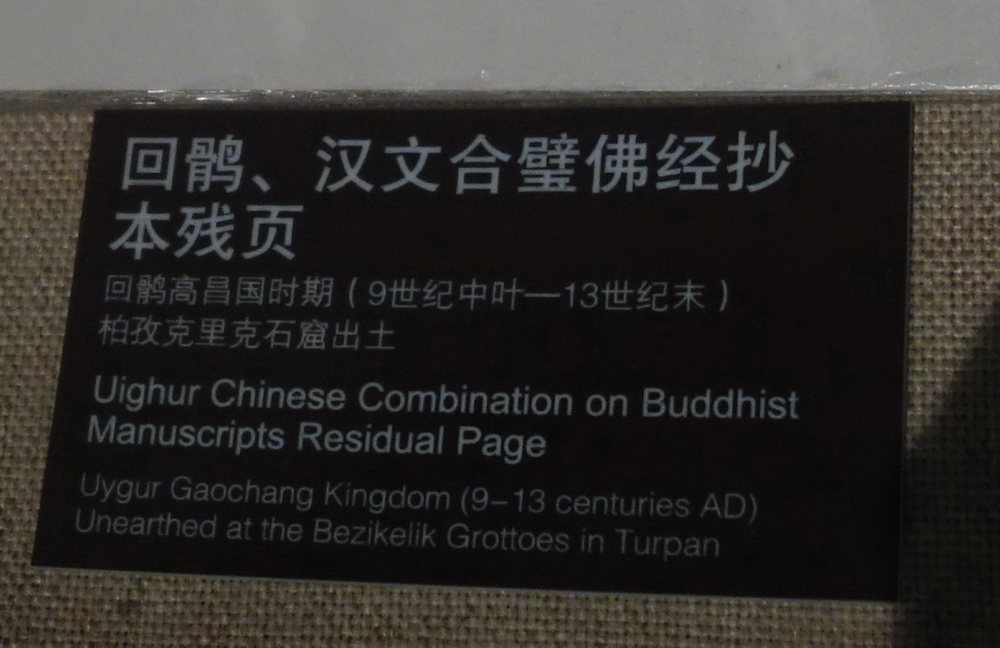 回鹘、汉文合璧佛经抄
本残页
回鹘高昌国时期（9世纪中叶—13世纪末）
柏孜克里克石窟出土
Uighur Chinese Combination on Buddhist
Manuscripts Residual Page
Uygur Gaochang Kingdom (9–13 centuries AD)
Unearthed at the Bezikelik Grottoes in Turpan